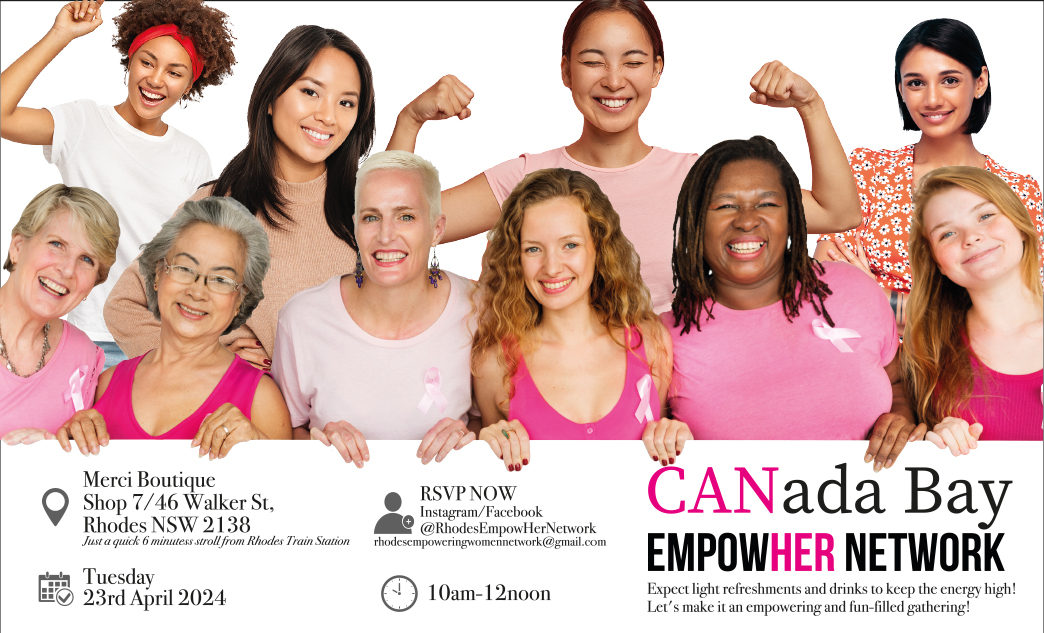 Merci Boutique
Shop 7/46 Walker St,
Rhodes NSW 2138
Just a quick 6 minutess stroll from Rhodes Train Station
Tuesday
23rd April 2024
RSVP NOW
Instagram/Facebook
@RhodesEmpowHerNetwork
rhodesempoweringwomennetwork@gmail.com
10am-12noon
CANada Bay
EMPOWHER NETWORK
Expect light refreshments and drinks to keep the energy high!
Let's make it an empowering and fun-filled gathering!